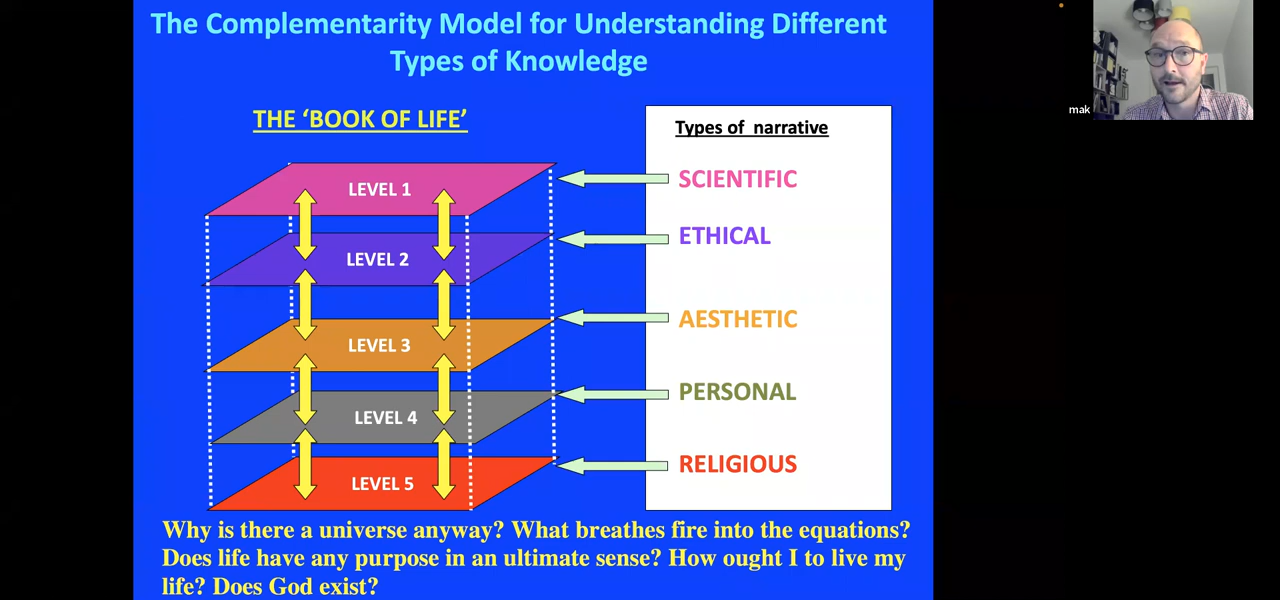 The Complementarity Model for Understanding Different
Types of Knowledge
THE ‘BOOK OF LIFE’
Types of narrative
LEVEL 1
SCIENTIFIC
LEVEL 2
ETHICAL
LEVEL 3
AESTHETIC
LEVEL 4
PERSONAL
LEVEL 5
RELIGIOUS
Why is there a universe anyway? What breathes fire into the equations?
Does life have any purpose in an ultimate sense? How ought I to live my
life? Does God exist?
mak